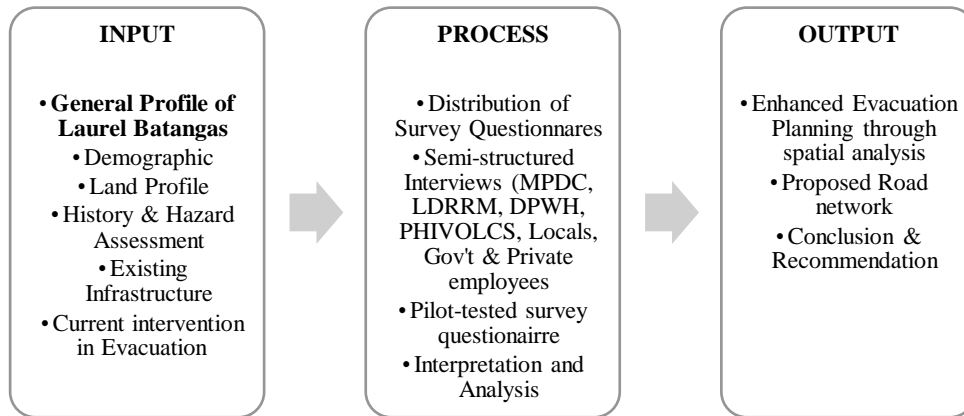 INPUT
• General Profile of
Laurel Batangas
• Demographic
• Land Profile
• History & Hazard
Assessment
• Existing
Infrastructure
• Current intervention
in Evacuation
PROCESS
• Distribution of
Survey Questionnares
• Semi-structured
Interviews (MPDC,
LDRRM, DPWH,
PHIVOLCS, Locals,
Gov't & Private
employees
• Pilot-tested survey
questionairre
• Interpretation and
Analysis
OUTPUT
• Enhanced Evacuation
Planning through
spatial analysis
• Proposed Road
network
• Conclusion &
Recommendation